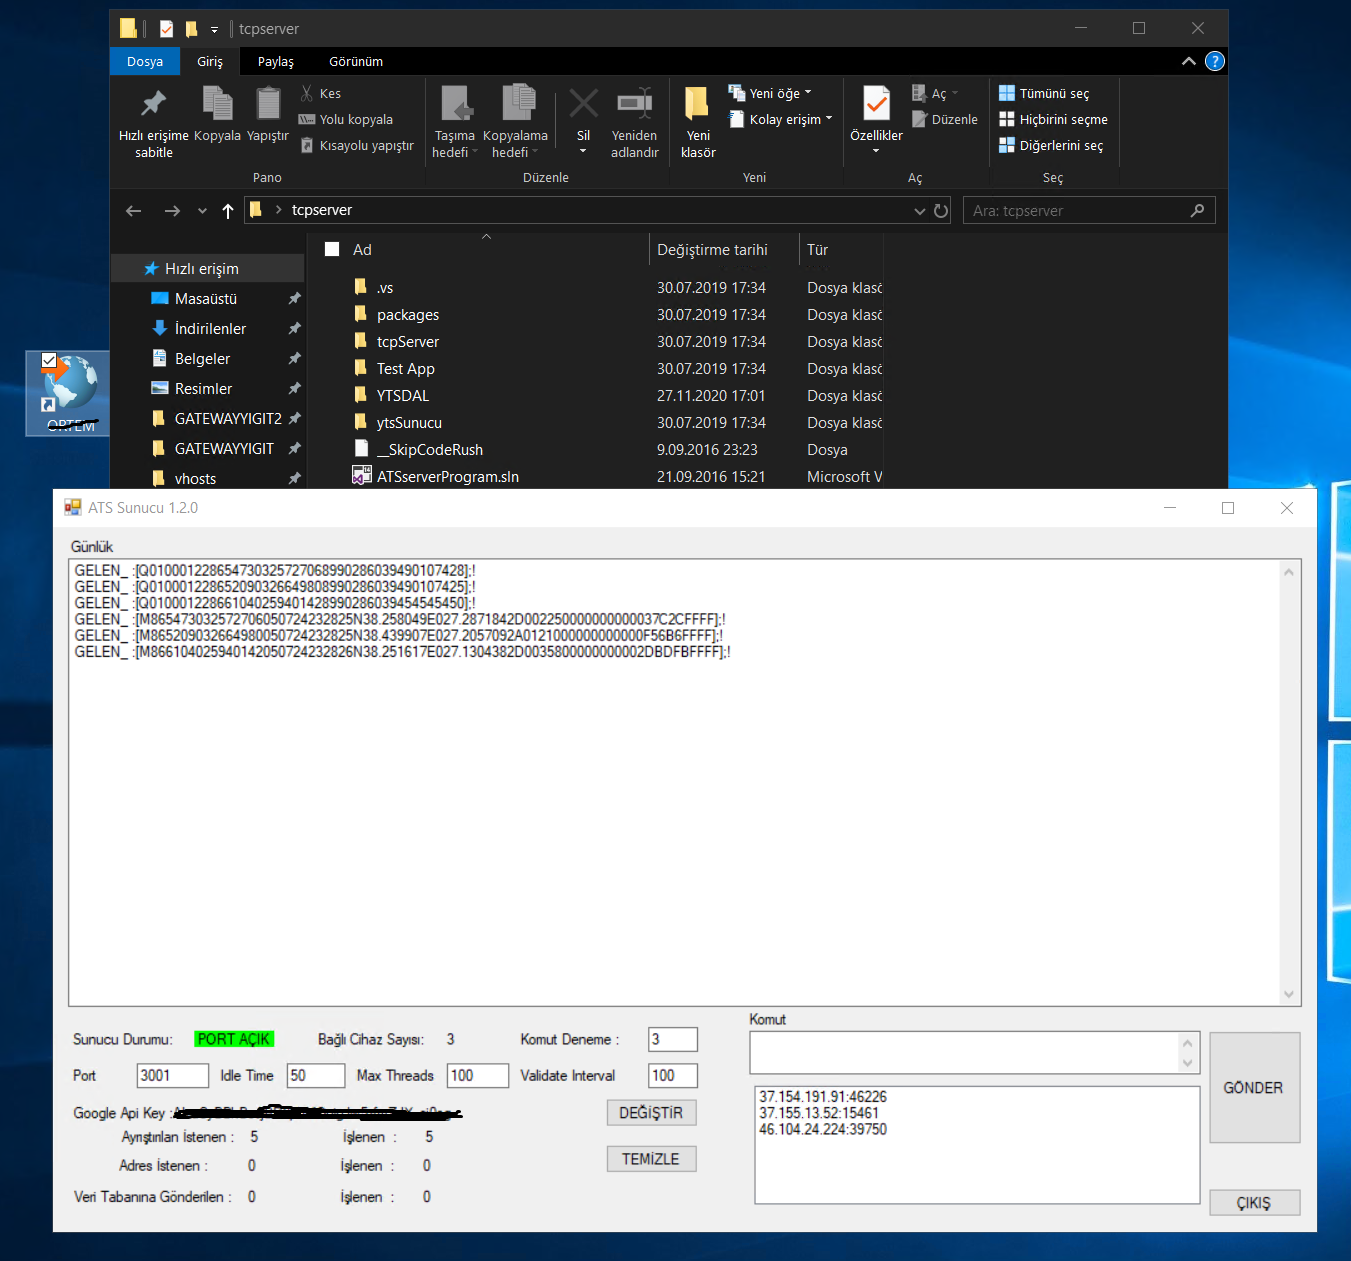 tcpserver
Dosya Giriş Paylaş Görünüm
Hızlı erişime sabitle
Kopyala
Yapıştır
Kes
Yolu kopyala
Kısayolu yapıştır
Taşıma hedefi
Kopyalama hedefi
Sil
Yeniden adlandır
Yeni klasör
Yeni öğe
Kolay erişim
Özellikler
Aç
Düzenle
Tümünü seç
Hiçbirini seçme
Diğerlerini seç
Pano Düzenle Yeni Aç Seç
tcpserver
Ara: tcpserver
Ad Değiştirme tarihi Tür
Hızlı erişim
Masaüstü
İndirilenler
Belgeler
Resimler
GATEWAYYIGIT2
GATEWAYYIGIT
vhosts
.vs 30.07.2019 17:34 Dosya klasö
packages 30.07.2019 17:34 Dosya klasö
tcpServer 30.07.2019 17:34 Dosya klasö
Test App 30.07.2019 17:34 Dosya klasö
YTSDAL 27.11.2020 17:01 Dosya klasö
ytsSunucu 30.07.2019 17:34 Dosya klasö
__SkipCodeRush 9.09.2016 23:23 Dosya
ATSserverProgram.sln 21.09.2016 15:21 Microsoft V
ATS Sunucu 1.2.0
Günlük
GELEN_ :[Q010001228654730325727068990286039490107428];!
GELEN_ :[Q010001228652090326649808990286039490107425];!
GELEN_ :[Q0100012286610402594014289902860394545454 50];!
GELEN_ :[M865473032572706050724232825N38.258049E027.2871842D002250000000000037C2CFFFF];!
GELEN_ :[M865209032664980050724232825N38.439907E027.2057092A0121000000000000F56B6FFFF];!
GELEN_ :[M866104025940142050724232826N38.251617E027.1304382D0035800000000002DBDFBFFFF];!
Sunucu Durumu: PORT AÇIK Bağlı Cihaz Sayısı: 3 Komut Deneme : 3
Port 3001 Idle Time 50 Max Threads 100 Validate Interval 100
Google Api Key :
DEĞİŞTİR
Ayrıştırılan İstenen : 5 İşlenen : 5
Adres İstenen : 0 İşlenen : 0
TEMİZLE
Veri Tabanına Gönderilen : 0 İşlenen : 0
Komut
GÖNDER
37.154.191.91:46226
37.155.13.52:15461
46.104.24.224:39750
ÇIKIŞ